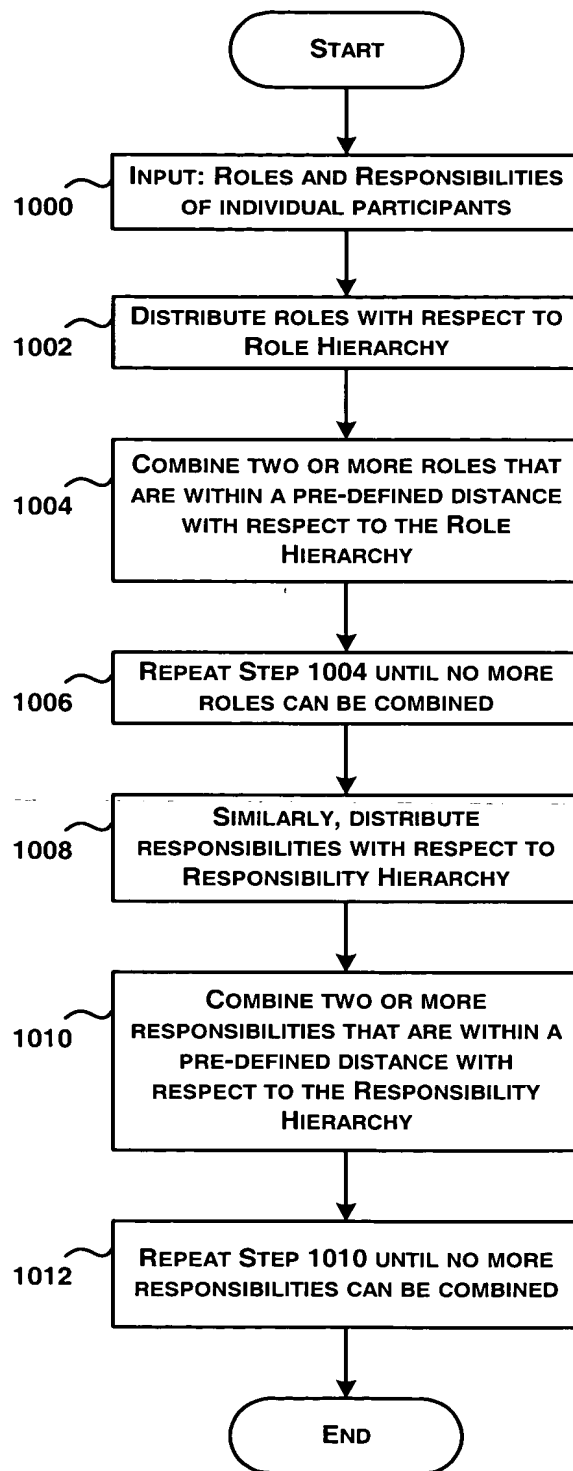 START
1000
INPUT: ROLES AND RESPONSIBILITIES
OF INDIVIDUAL PARTICIPANTS
1002
DISTRIBUTE ROLES WITH RESPECT TO
ROLE HIERARCHY
1004
COMBINE TWO OR MORE ROLES THAT
ARE WITHIN A PRE-DEFINED DISTANCE
WITH RESPECT TO THE ROLE
HIERARCHY
1006
REPEAT STEP 1004 UNTIL NO MORE
ROLES CAN BE COMBINED
1008
SIMILARLY, DISTRIBUTE
RESPONSIBILITIES WITH RESPECT TO
RESPONSIBILITY HIERARCHY
1010
COMBINE TWO OR MORE
RESPONSIBILITIES THAT ARE WITHIN A
PRE-DEFINED DISTANCE WITH
RESPECT TO THE RESPONSIBILITY
HIERARCHY
1012
REPEAT STEP 1010 UNTIL NO MORE
RESPONSIBILITIES CAN BE COMBINED
END